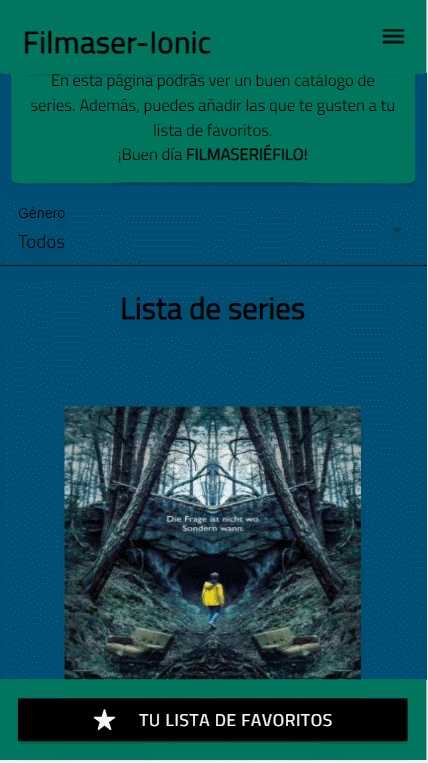 Filmaser-Ionic
En esta página podrás ver un buen catálogo de
series. Además, puedes añadir las que te gusten a tu
lista de favoritos.
¡Buen día FILMASERIÉFILO!
Género
Todos
Lista de series
Die Frage ist nicht wo.
Sondern wann.
TU LISTA DE FAVORITOS